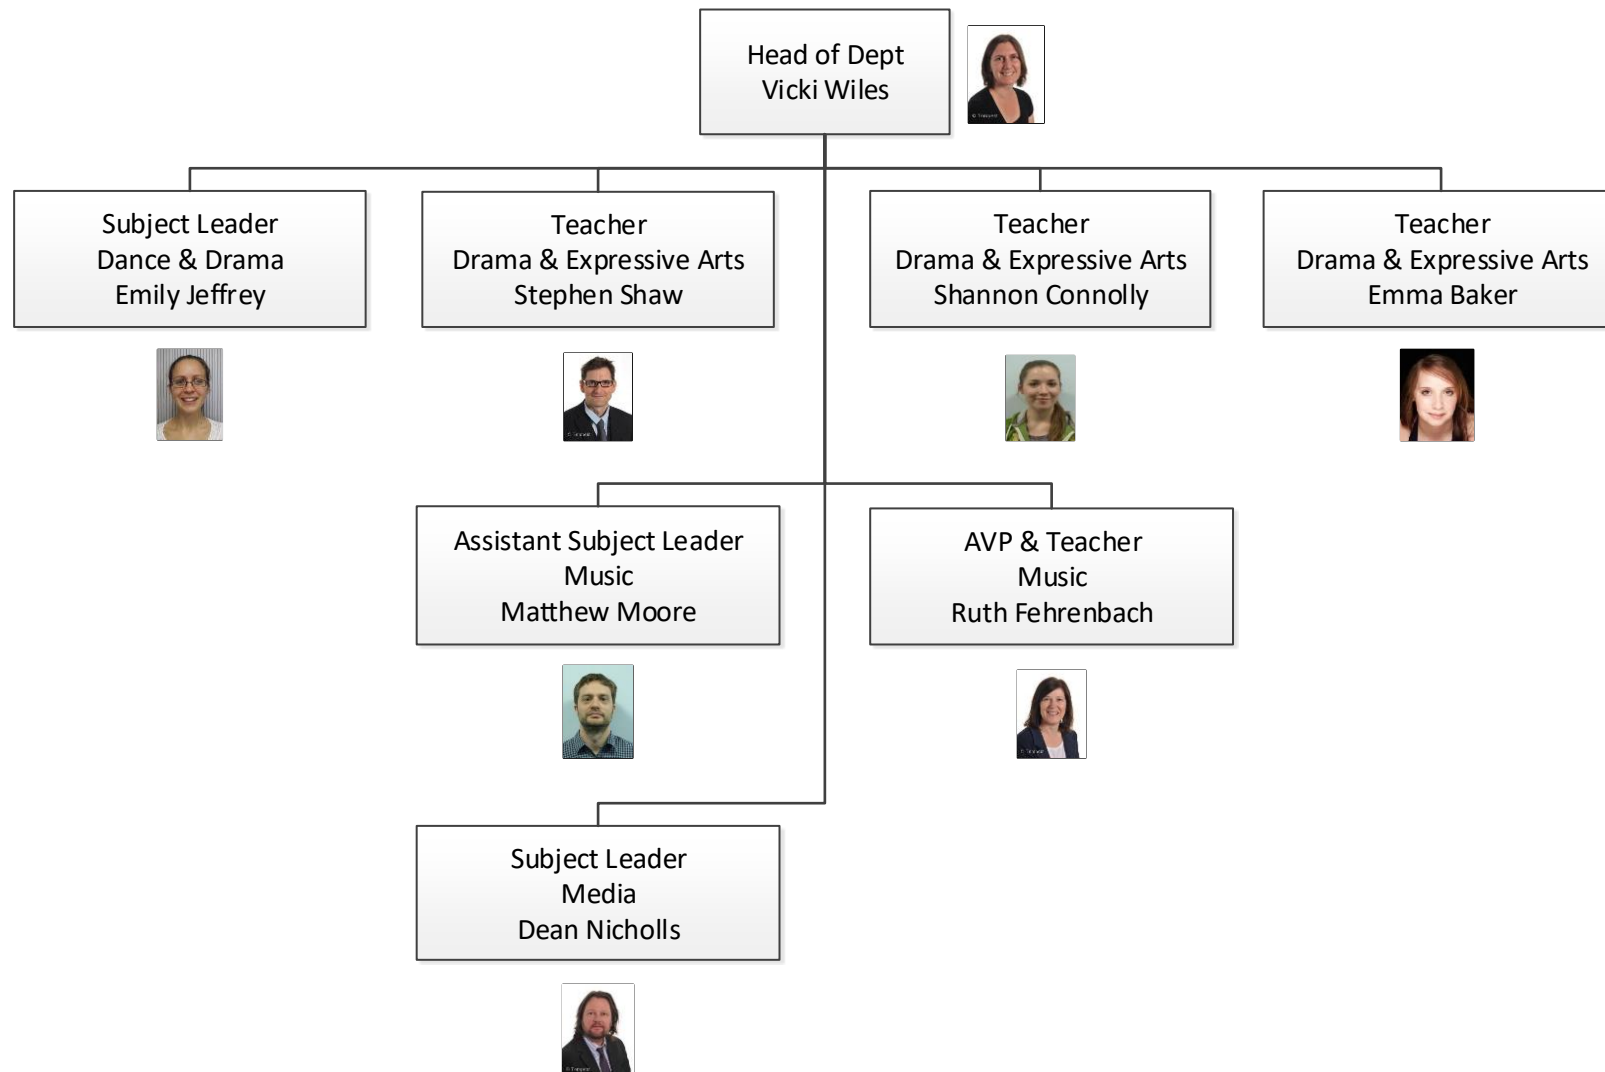 Head of Dept
Vicki Wiles
Subject Leader
Dance & Drama
Emily Jeffrey
Teacher
Drama & Expressive Arts
Stephen Shaw
Teacher
Drama & Expressive Arts
Shannon Connolly
Teacher
Drama & Expressive Arts
Emma Baker
Assistant Subject Leader
Music
Matthew Moore
AVP & Teacher
Music
Ruth Fehrenbach
Subject Leader
Media
Dean Nicholls